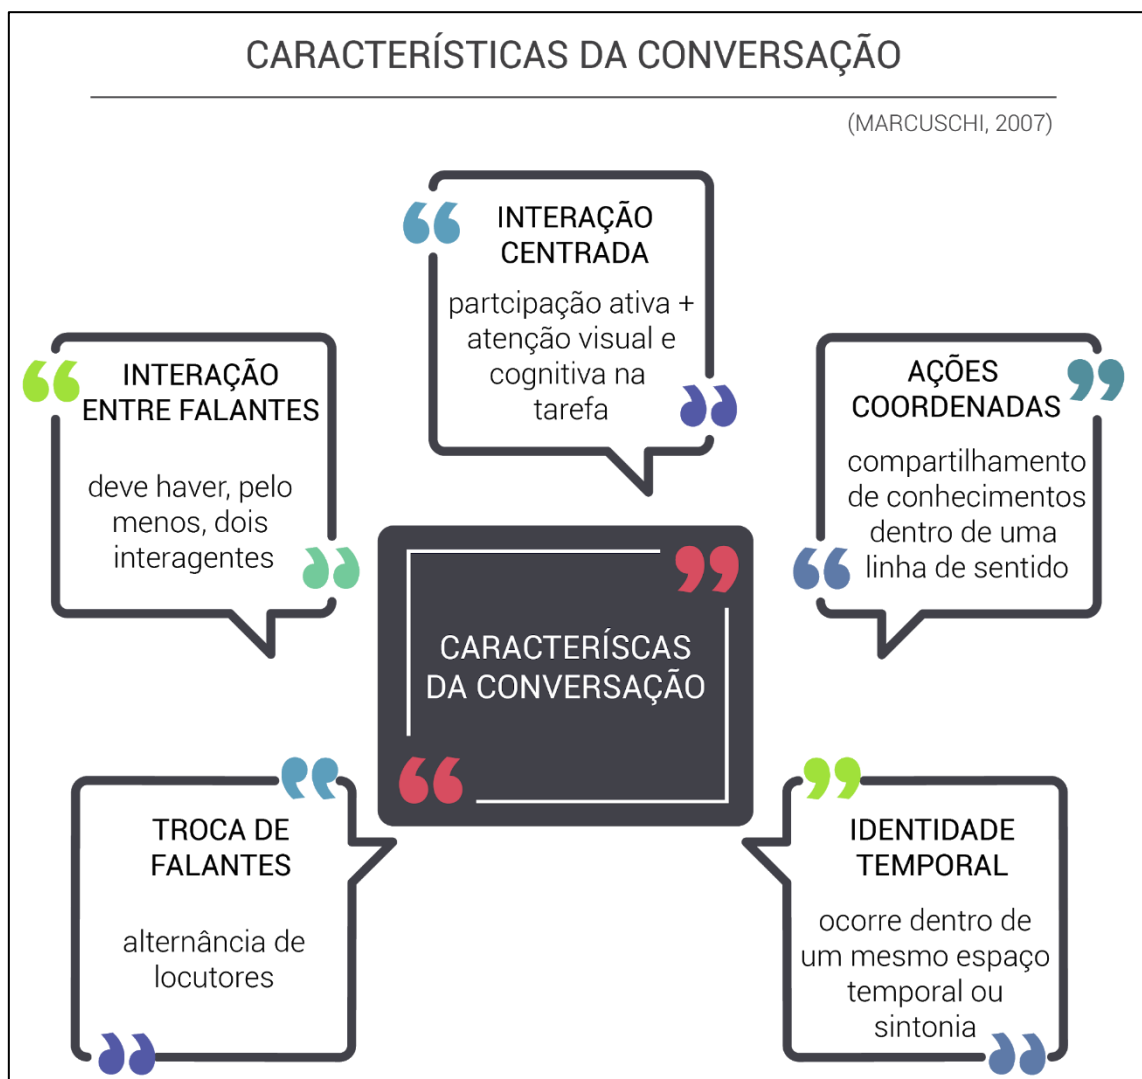 CARACTERÍSTICAS DA CONVERSAÇÃO
(MARCUSCHI, 2007)
INTERAÇÃO
CENTRADA
partcipação ativa +
atenção visual e
cognitiva na
tarefa
INTERAÇÃO
ENTRE FALANTES
deve haver, pelo
menos, dois
interagentes
AÇÕES
COORDENADAS
compartilhamento
de conhecimentos
dentro de uma
linha de sentido
CARACTERÍSCAS
DA CONVERSAÇÃO
TROCA DE
FALANTES
alternância de
locutores
IDENTIDADE
TEMPORAL
ocorre dentro de
um mesmo espaço
temporal ou
sintonia